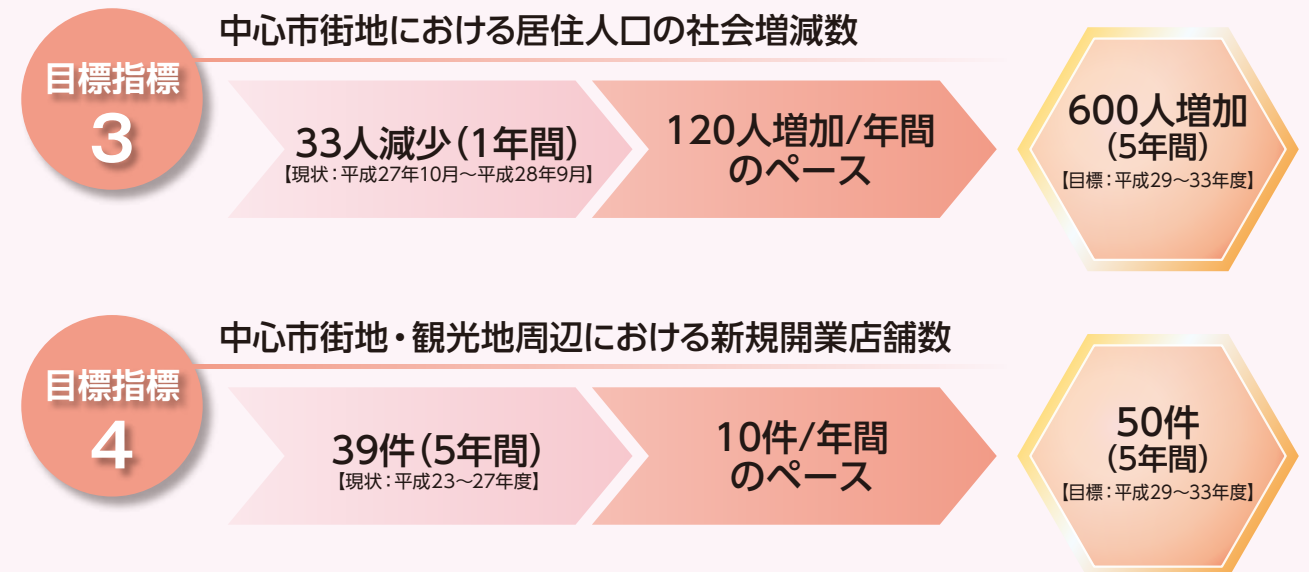 中心市街地における居住人口の社会増減数
目標指標
3
33人減少(1年間)
【現状：平成27年10月～平成28年9月】
120人増加/年間
のペース
600人増加
(5年間)
【目標：平成29～33年度】
中心市街地・観光地周辺における新規開業店舗数
目標指標
4
39件(5年間)
【現状：平成23～27年度】
10件/年間
のペース
50件
(5年間)
【目標：平成29～33年度】